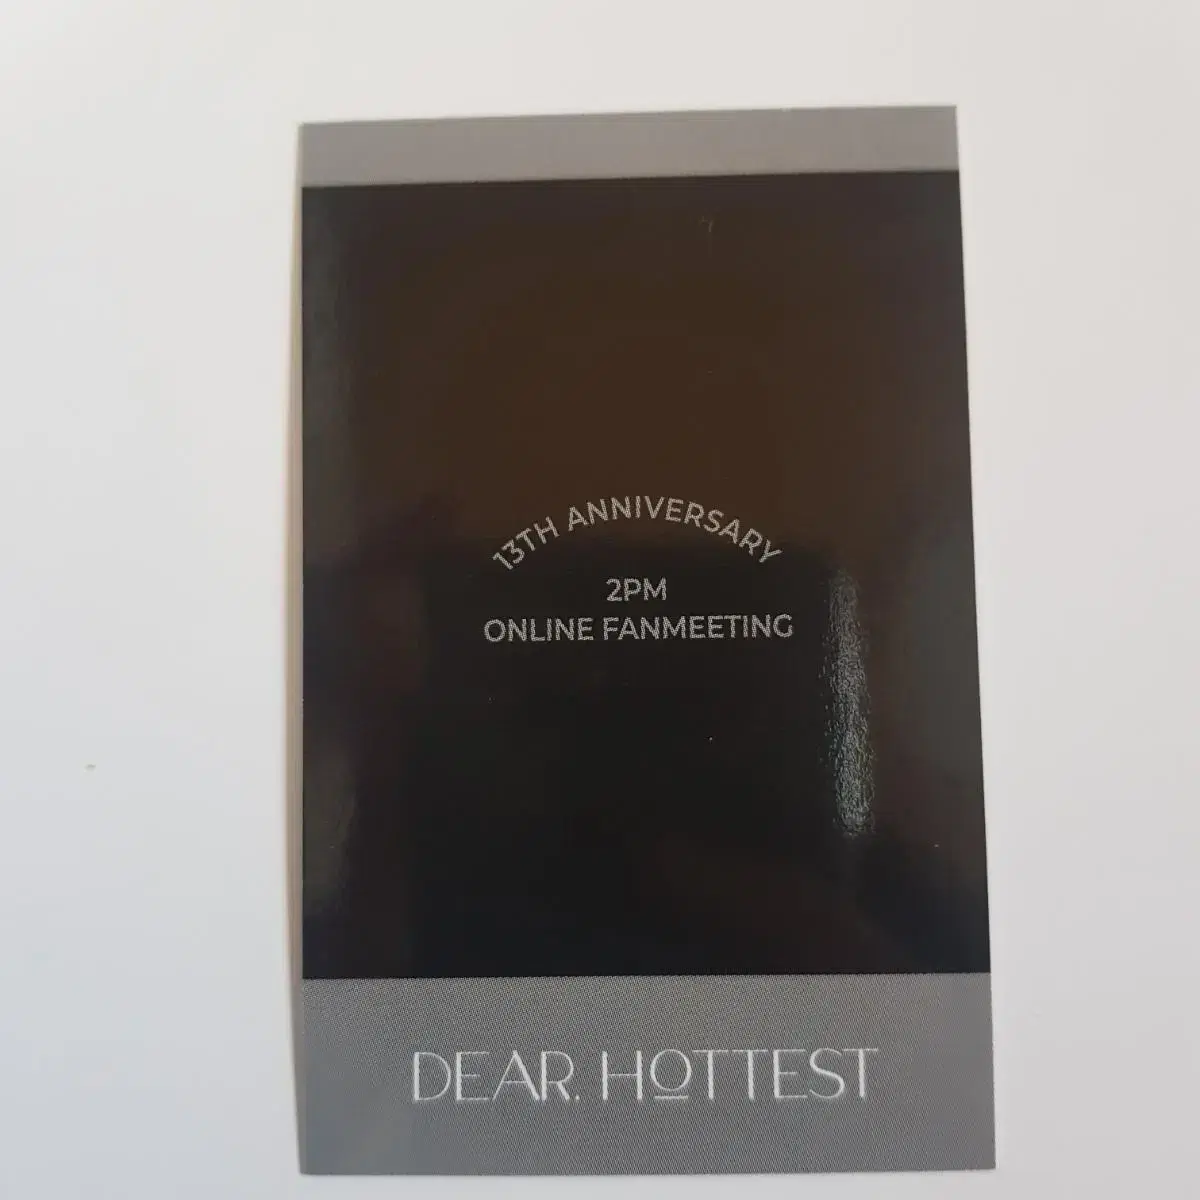 13TH ANNIVERSARY
2PM
ONLINE FANMEETING
DEAR. HOTTEST